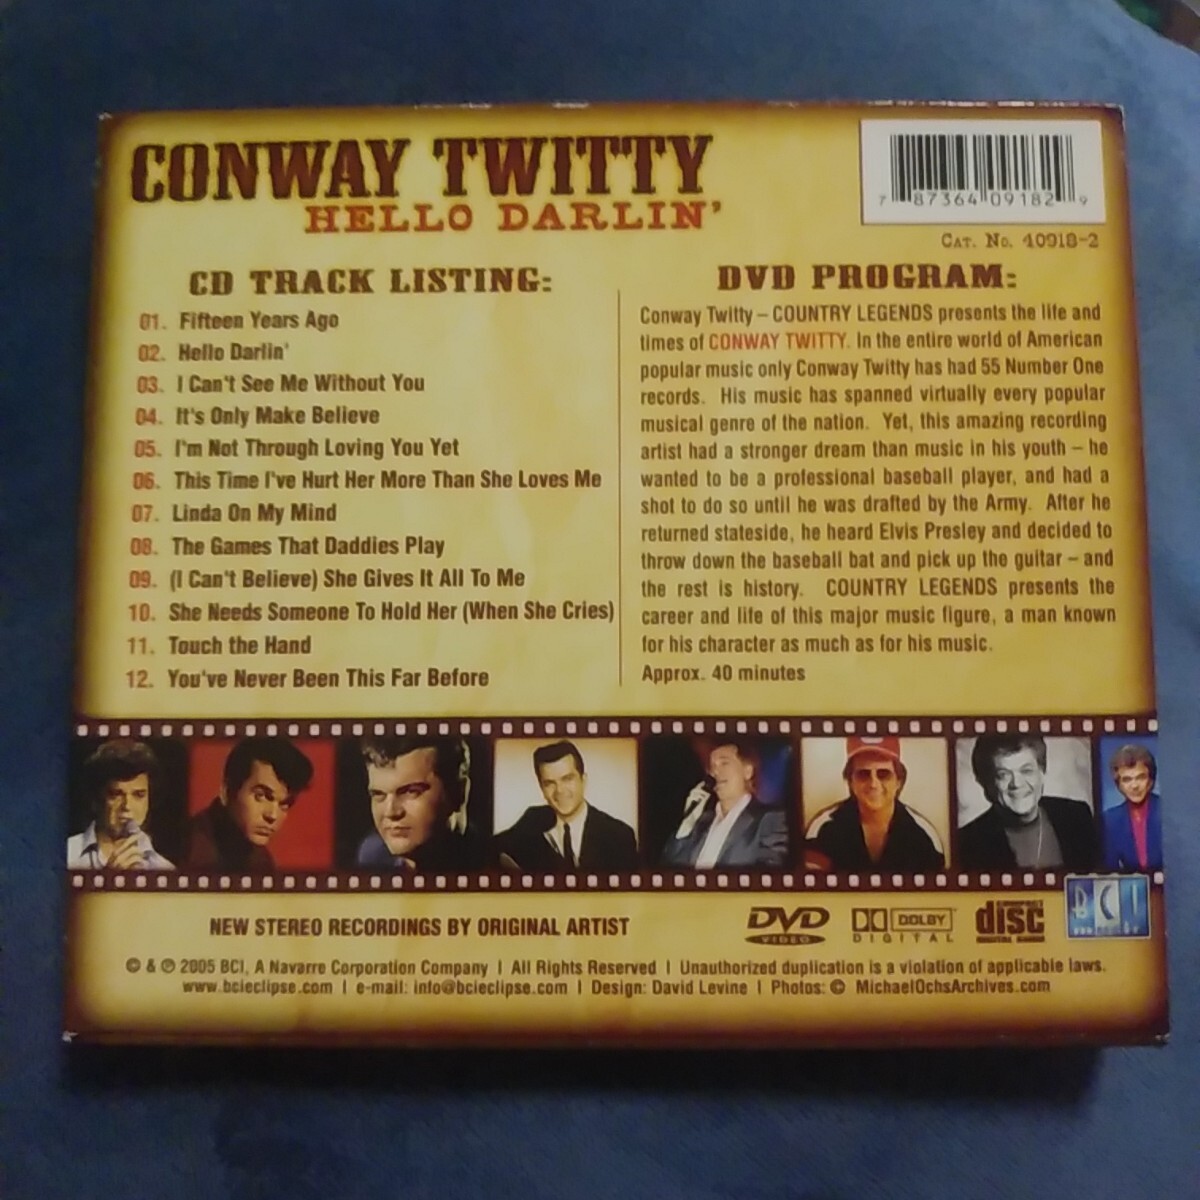 CONWAY TWITTY
HELLO DARLIN'
7 87364 09182 9
CAT. NO. 40918-2
CD TRACK LISTING:
01. Fifteen Years Ago
02. Hello Darlin'
03. I Can't See Me Without You
04. It's Only Make Believe
05. I'm Not Through Loving You Yet
06. This Time I've Hurt Her More Than She Loves Me
07. Linda On My Mind
08. The Games That Daddies Play
09. (I Can't Believe) She Gives It All To Me
10. She Needs Someone To Hold Her (When She Cries)
11. Touch the Hand
12. You've Never Been This Far Before
DVD PROGRAM:
Conway Twitty – COUNTRY LEGENDS presents the life and
times of CONWAY TWITTY. In the entire world of American
popular music only Conway Twitty has had 55 Number One
records. His music has spanned virtually every popular
musical genre of the nation. Yet, this amazing recording
artist had a stronger dream than music in his youth – he
wanted to be a professional baseball player, and had a
shot to do so until he was drafted by the Army. After he
returned stateside, he heard Elvis Presley and decided to
throw down the baseball bat and pick up the guitar – and
the rest is history. COUNTRY LEGENDS presents the
career and life of this major music figure, a man known
for his character as much as for his music.
Approx. 40 minutes
NEW STEREO RECORDINGS BY ORIGINAL ARTIST
DVD VIDEO
DOLBY DIGITAL
COMPACT disc DIGITAL AUDIO
BCI
© & ℗ 2005 BCI, A Navarre Corporation Company | All Rights Reserved | Unauthorized duplication is a violation of applicable laws.
www.bcieclipse.com | e-mail: info@bcieclipse.com | Design: David Levine | Photos: © MichaelOchsArchives.com